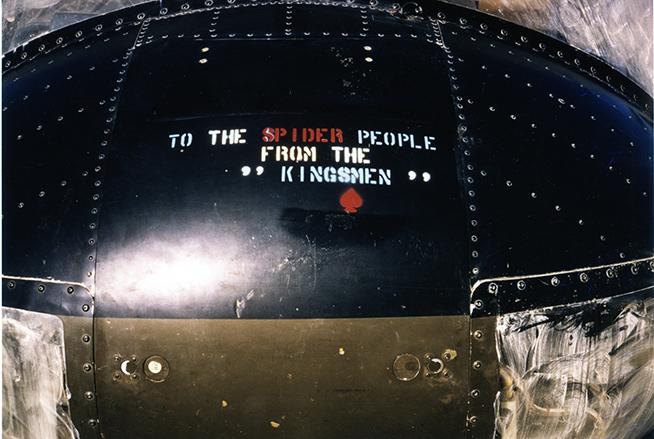 TO THE SPIDER PEOPLE
FROM THE
" KINGSMEN "